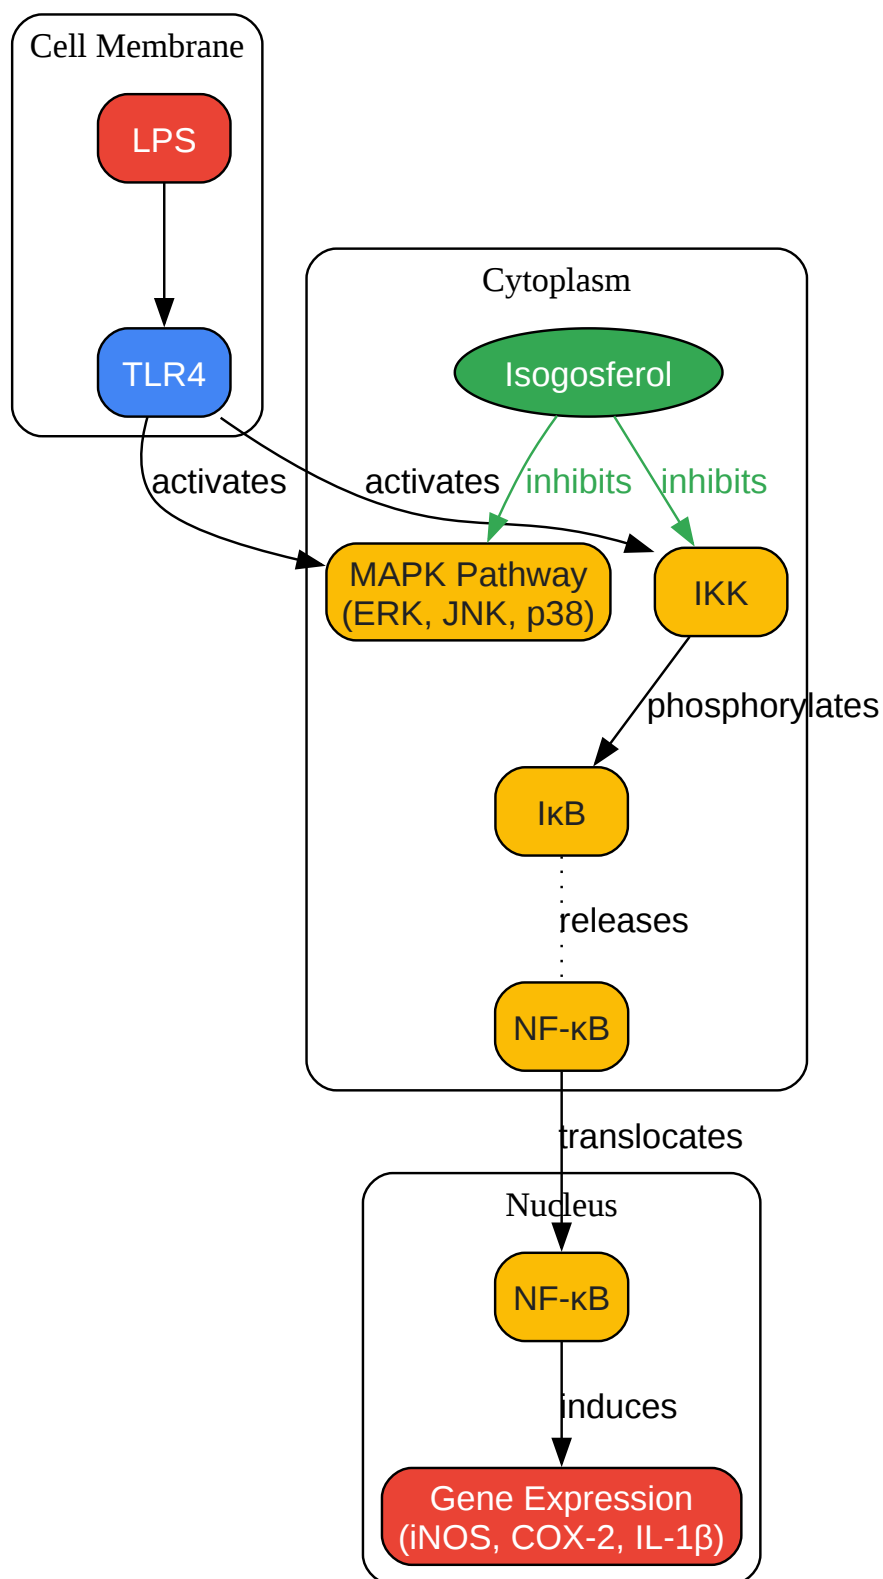 Cell Membrane
LPS
Cytoplasm
TLR4
Isogosferol
activates
activates
inhibits
inhibits
MAPK Pathway
(ERK, JNK, p38)
IKK
phosphorylates
IκB
releases
NF-κB
translocates
Nucleus
NF-κB
induces
Gene Expression
(iNOS, COX-2, IL-1β)